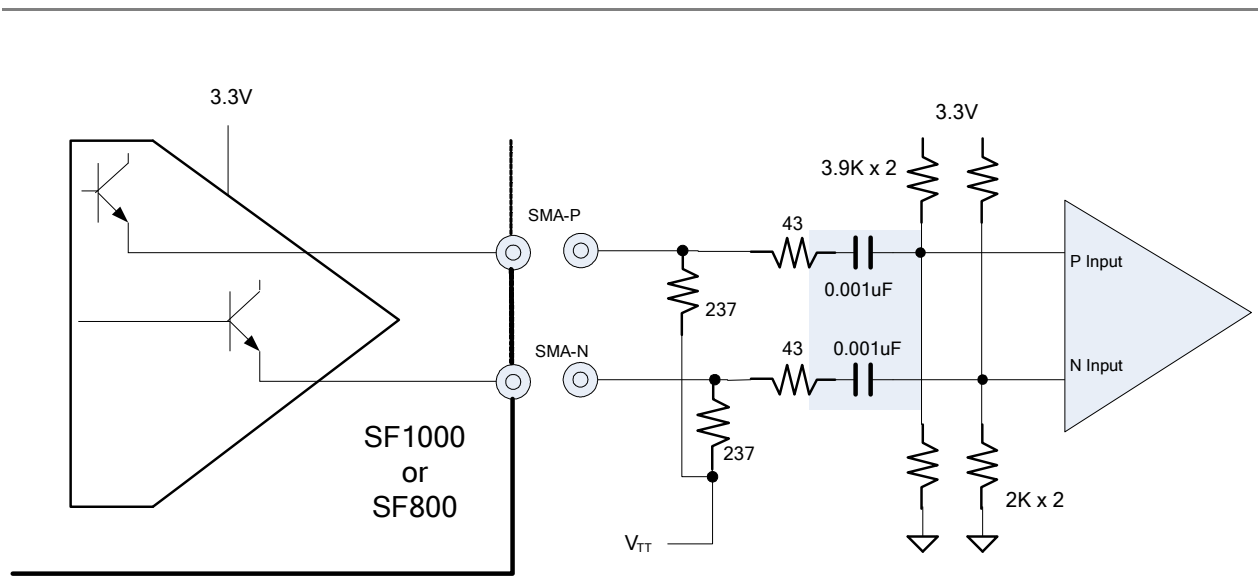 3.3V
3.3V
3.9K x 2
SMA-P
43
P Input
0.001uF
237
SMA-N
43
0.001uF
N Input
SF1000
or
SF800
237
2K x 2
VTT